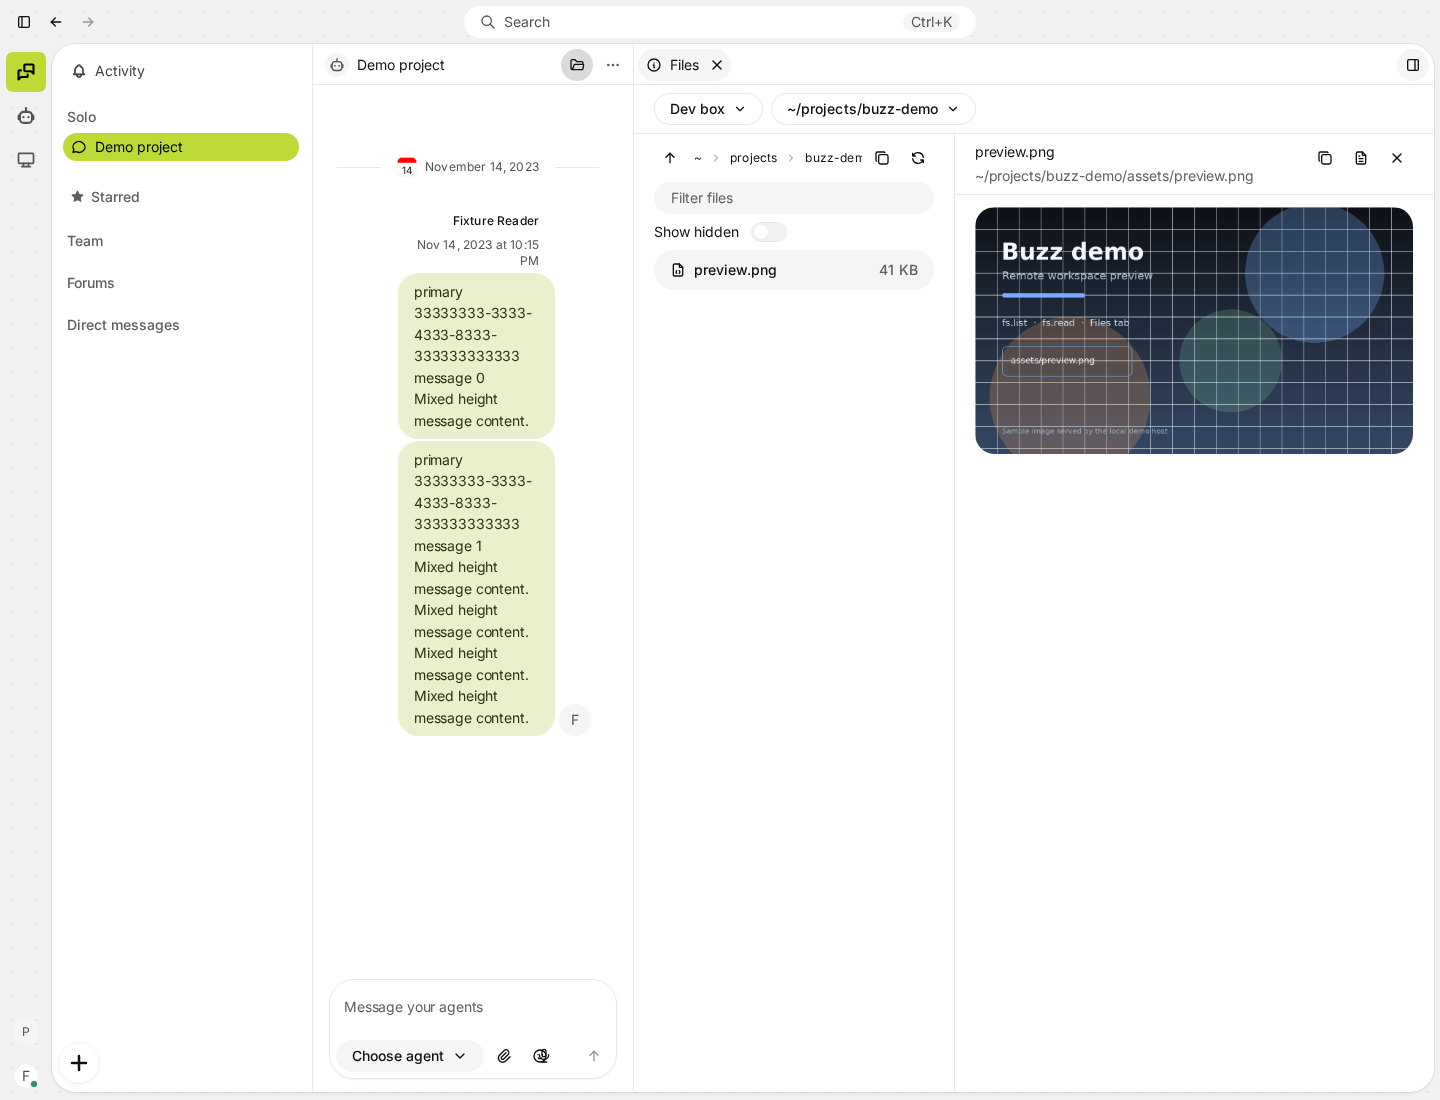 Search
Ctrl+K
Activity
Solo
Demo project
Starred
Team
Forums
Direct messages
P
F
Demo project
14
November 14, 2023
Fixture Reader
Nov 14, 2023 at 10:15
PM
primary
33333333-3333-
4333-8333-
333333333333
message 0
Mixed height
message content.
primary
33333333-3333-
4333-8333-
333333333333
message 1
Mixed height
message content.
Mixed height
message content.
Mixed height
message content.
Mixed height
message content.
F
Message your agents
Choose agent
Files
Dev box
~/projects/buzz-demo
~ projects buzz-dem
Filter files
Show hidden
preview.png 41 KB
preview.png
~/projects/buzz-demo/assets/preview.png
Buzz demo
Remote workspace preview
fs.list · fs.read · Files tab
assets/preview.png
Sample image served by the local demo host